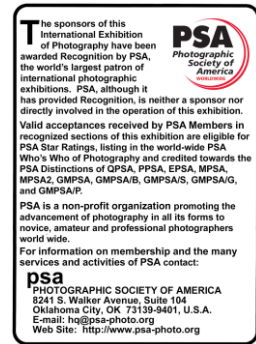 The sponsors of this
International Exhibition
of Photography have been
awarded Recognition by PSA,
the world's largest patron of
international photographic
exhibitions.  PSA, although it
has provided Recognition, is neither a sponsor nor
directly involved in the operation of this exhibition.
PSA
Photographic
Society of
America
WORLDWIDE
Valid acceptances received by PSA Members in
recognized sections of this exhibition are eligible for
PSA Star Ratings, listing in the world-wide PSA
Who's Who of Photography and credited towards the
PSA Distinctions of QPSA, PPSA, EPSA, MPSA,
MPSA2, GMPSA, GMPSA/B, GMPSA/S, GMPSA/G,
and GMPSA/P.
PSA is a non-profit organization promoting the
advancement of photography in all its forms to
novice, amateur and professional photographers
world wide.
For information on membership and the many
services and activities of PSA contact:
psa
PHOTOGRAPHIC SOCIETY OF AMERICA
8241 S. Walker Avenue, Suite 104
Oklahoma City, OK  73139-9401, U.S.A.
E-mail: hq@psa-photo.org
Web Site:  http://www.psa-photo.org